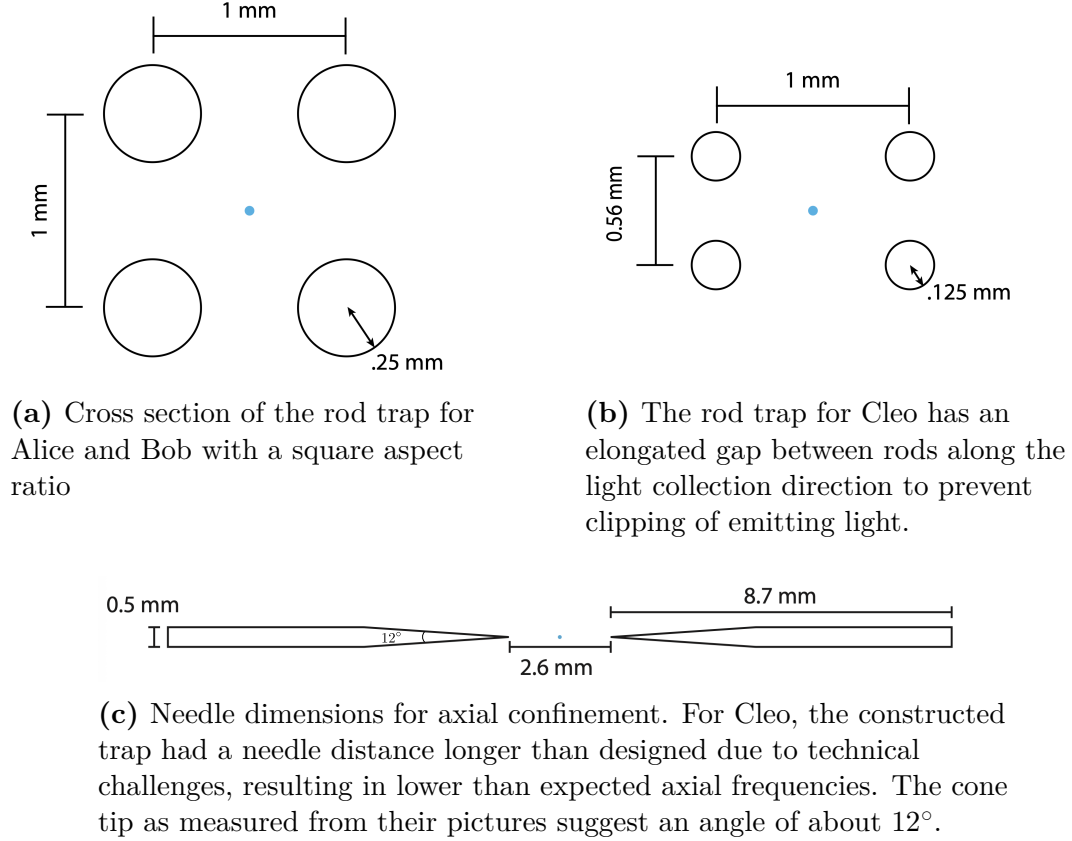 1 mm
1 mm
.25 mm
1 mm
0.56 mm
.125 mm
(a) Cross section of the rod trap for
Alice and Bob with a square aspect
ratio
(b) The rod trap for Cleo has an
elongated gap between rods along the
light collection direction to prevent
clipping of emitting light.
0.5 mm
12°
2.6 mm
8.7 mm
(c) Needle dimensions for axial confinement. For Cleo, the constructed
trap had a needle distance longer than designed due to technical
challenges, resulting in lower than expected axial frequencies. The cone
tip as measured from their pictures suggest an angle of about 12°.